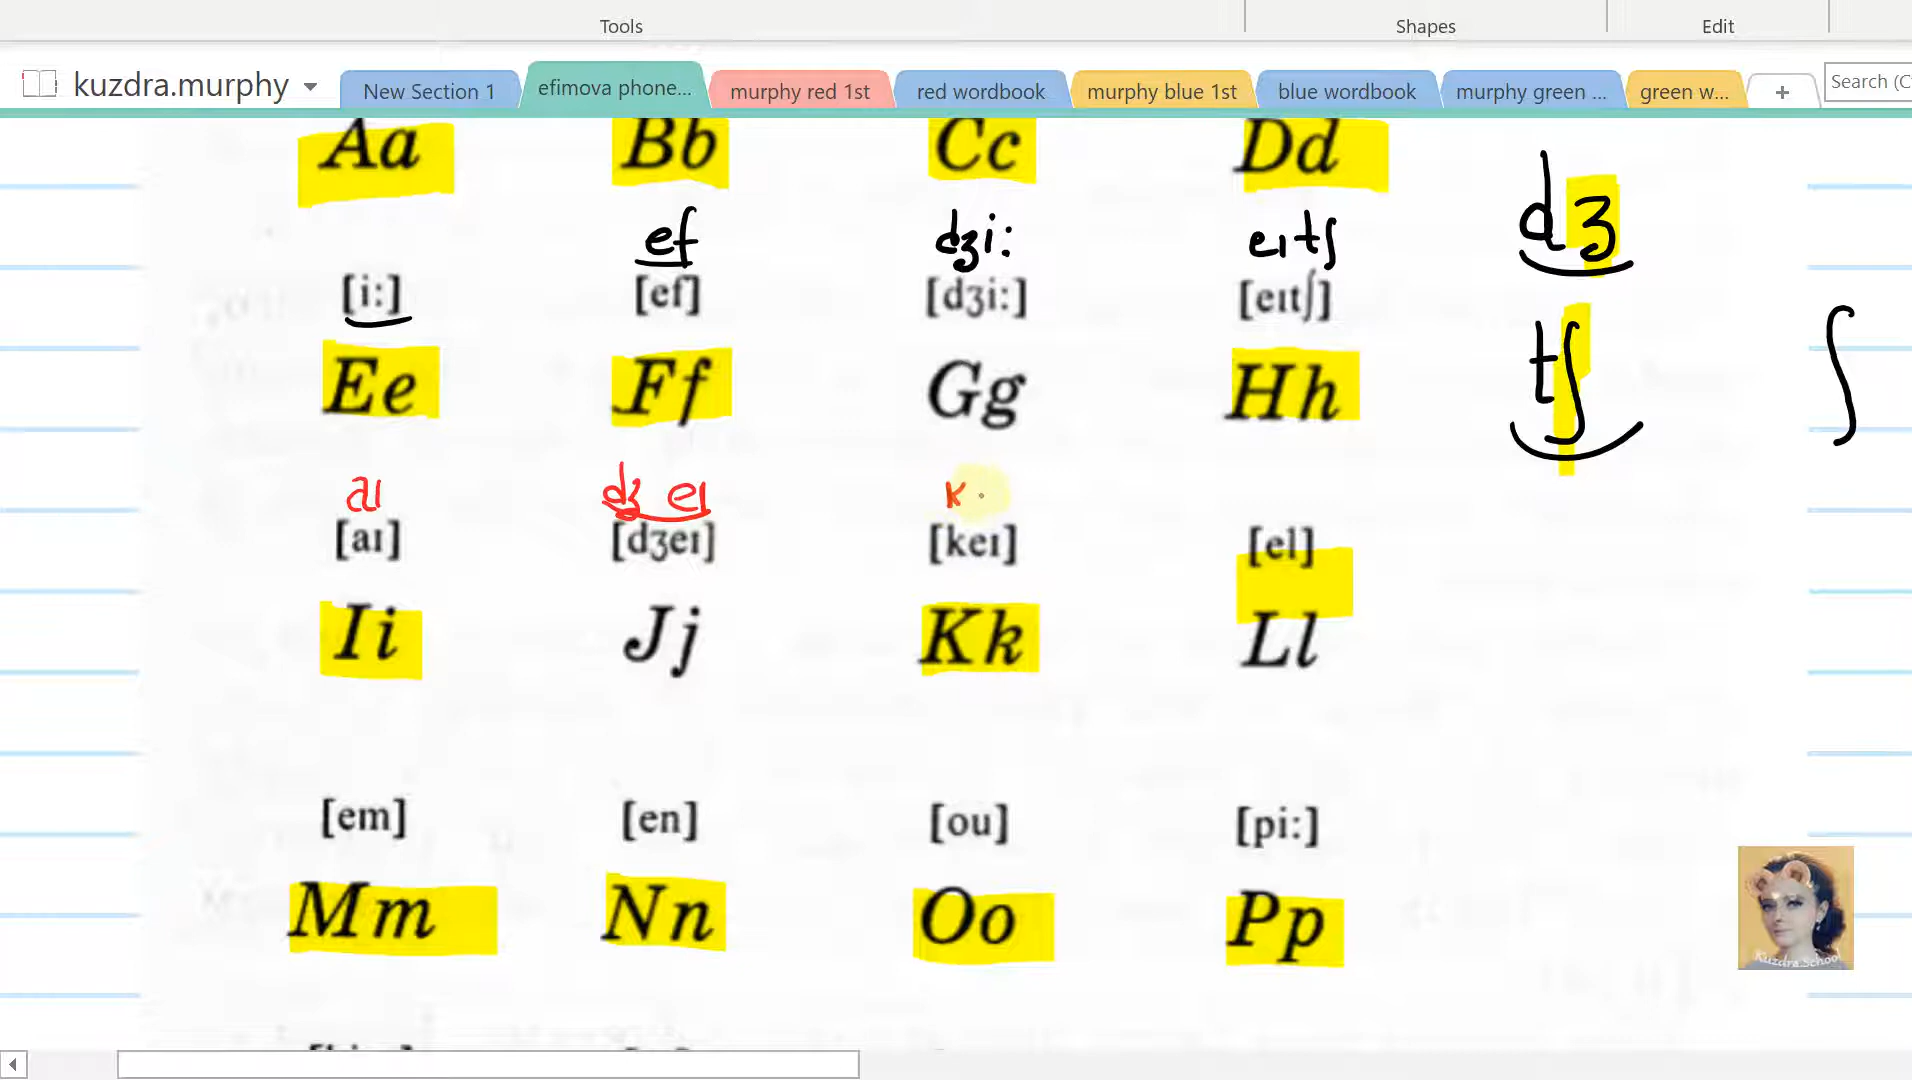 Tools Shapes Edit
kuzdra.murphy New Section 1 efimova phone... murphy red 1st red wordbook murphy blue 1st blue wordbook murphy green ... green w... + Search (C
Aa Bb Cc Dd dʒ
ef dʒi: eɪtʃ
[i:] [ef] [dʒi:] [eɪtʃ]
Ee Ff Gg Hh tʃ ʃ
aɪ dʒ eɪ K
[aɪ] [dʒeɪ] [keɪ] [el]
Ii Jj Kk Ll
[em] [en] [ou] [pi:]
Mm Nn Oo Pp
Kuzdra.School